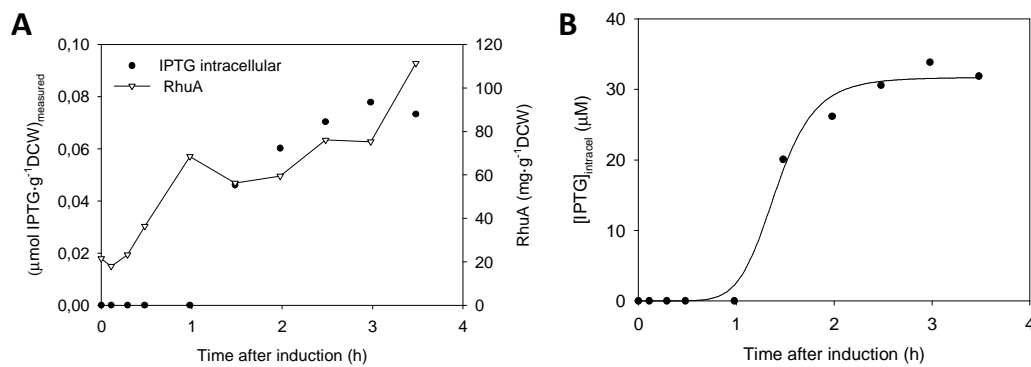 A
(μmol IPTG·g⁻¹DCW)measured
0,10
0,08
0,06
0,04
0,02
0,00
IPTG intracellular
RhuA
120
100
80
60
40
20
0
RhuA (mg·g⁻¹DCW)
0 1 2 3 4
Time after induction (h)
B
[IPTG]intracel (μM)
40
30
20
10
0
0 1 2 3 4
Time after induction (h)